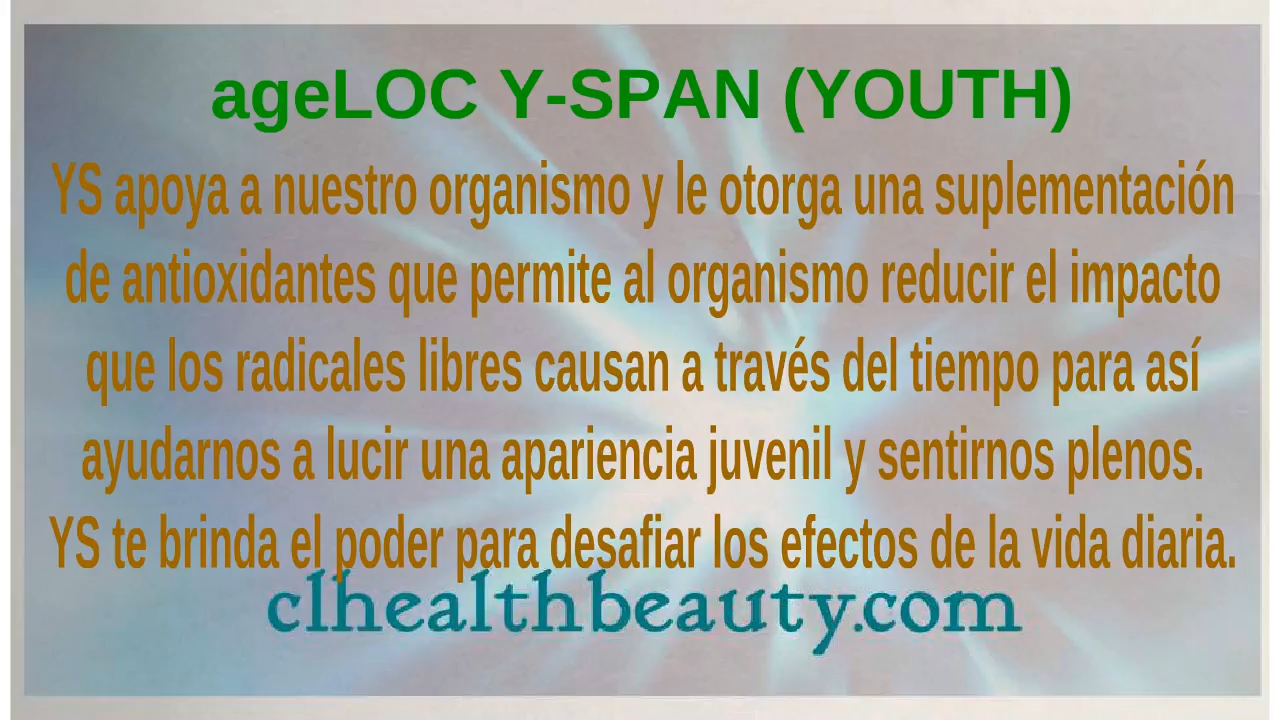 ageLOC Y-SPAN (YOUTH)
YS apoya a nuestro organismo y le otorga una suplementación
de antioxidantes que permite al organismo reducir el impacto
que los radicales libres causan a través del tiempo para así
ayudarnos a lucir una apariencia juvenil y sentirnos plenos.
YS te brinda el poder para desafiar los efectos de la vida diaria.
clhealthbeauty.com